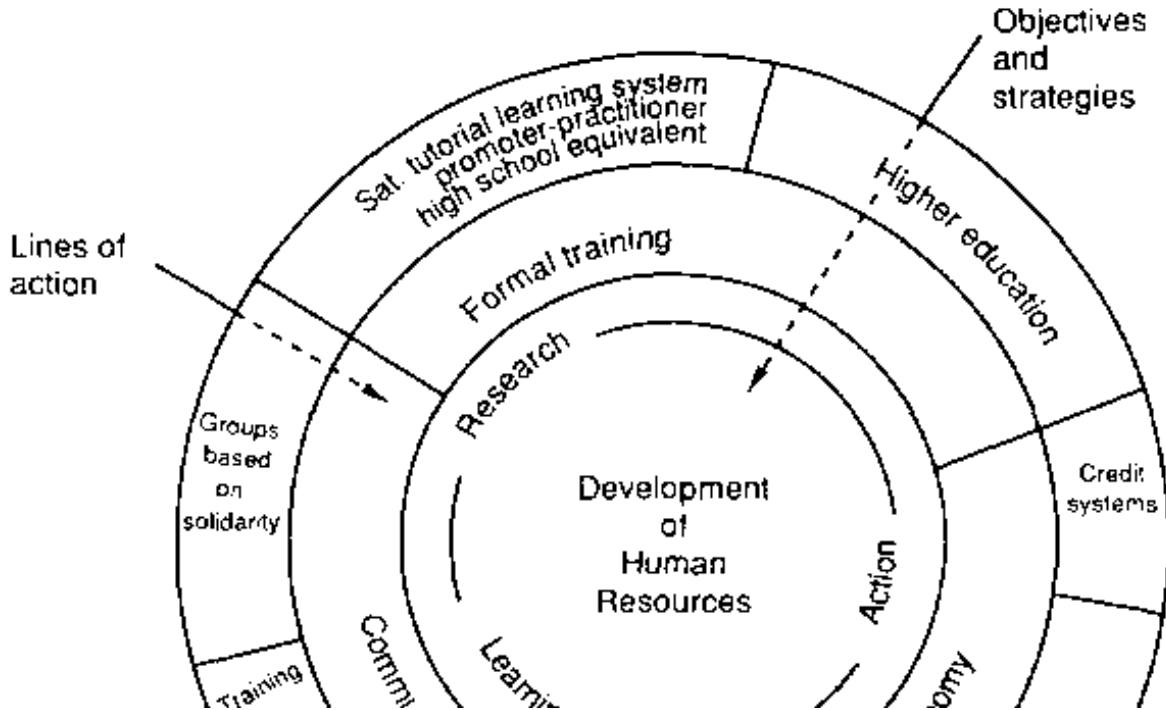 Objectives
and
strategies
Sat. tutorial learning system
promoter-practitioner
high school equivalent
Higher education
Lines of
action
Formal training
Research
Groups
based
on
solidarity
Credit
systems
Development
of
Human
Resources
Action
Training